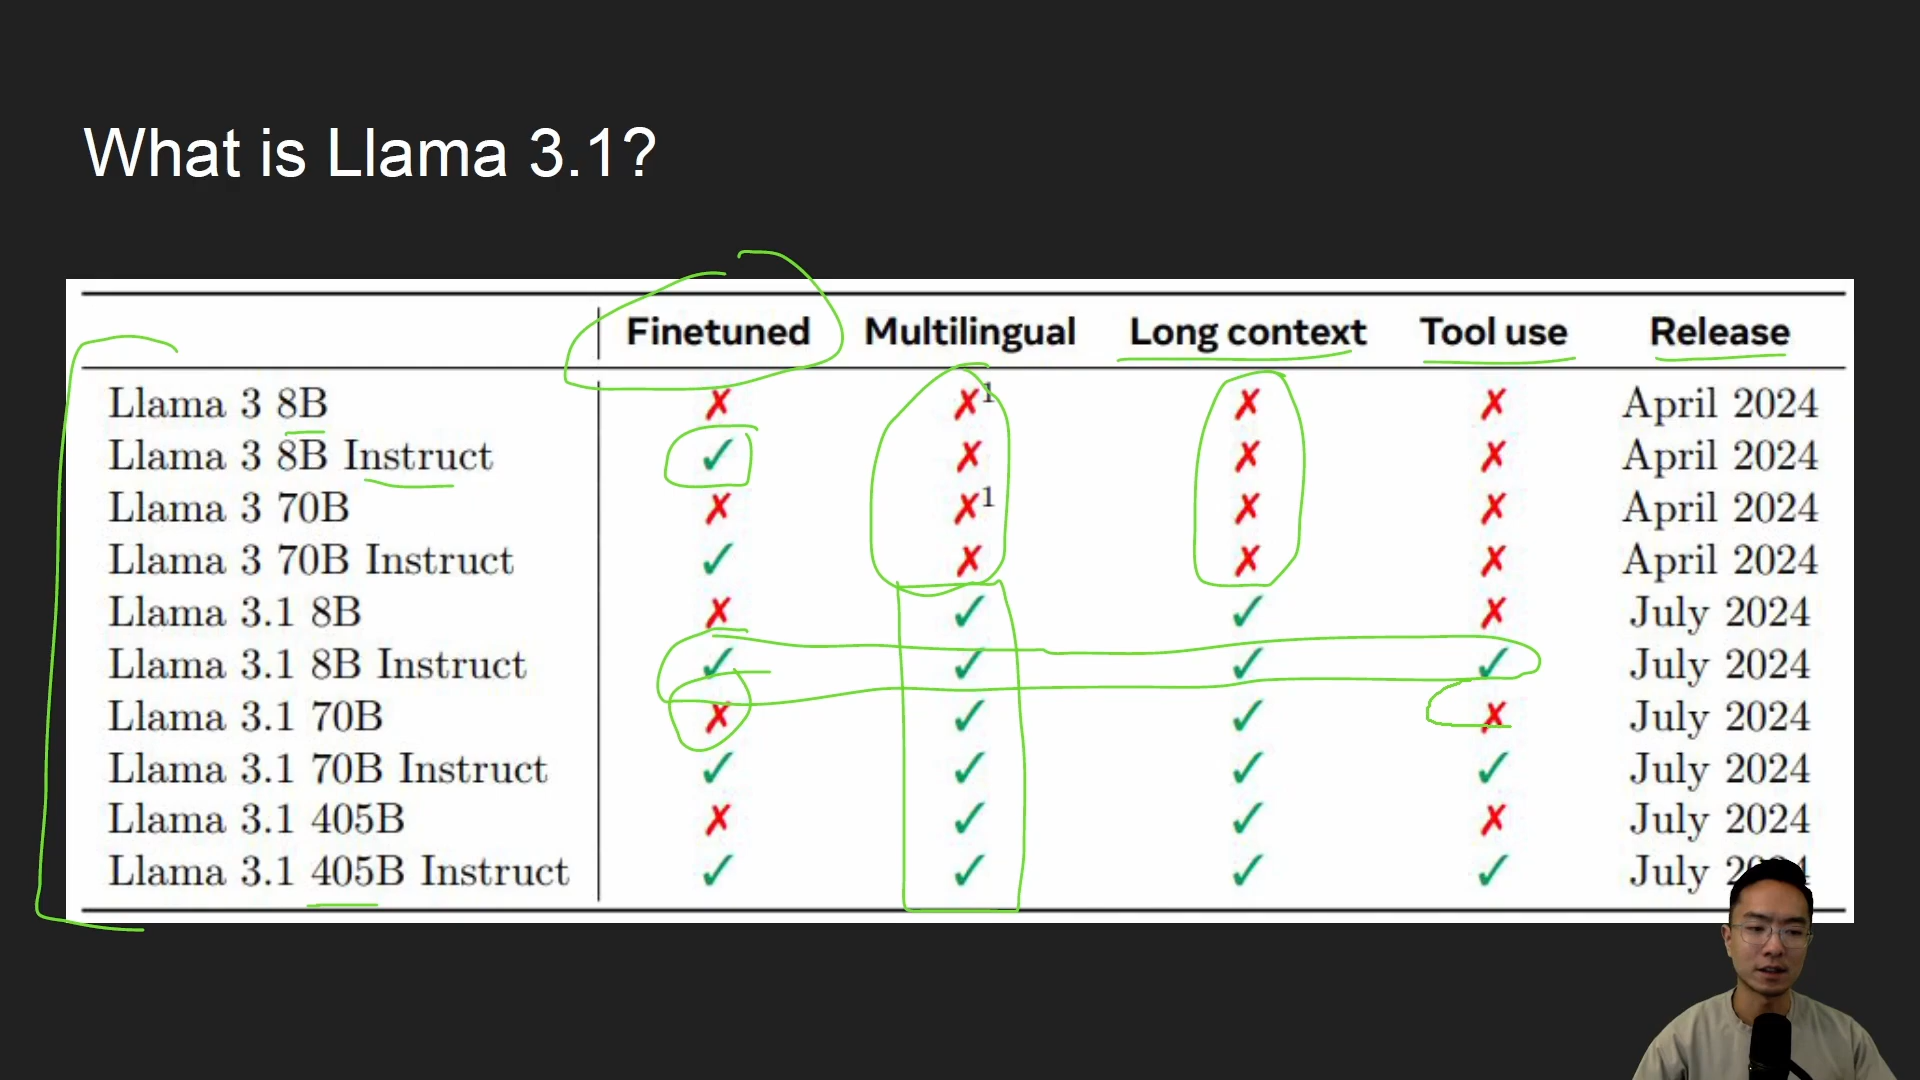 What is Llama 3.1?
Finetuned Multilingual Long context Tool use Release
Llama 3 8B ✗ ✗¹ ✗ ✗ April 2024
Llama 3 8B Instruct ✓ ✗ ✗ ✗ April 2024
Llama 3 70B ✗ ✗¹ ✗ ✗ April 2024
Llama 3 70B Instruct ✓ ✗ ✗ ✗ April 2024
Llama 3.1 8B ✗ ✓ ✓ ✗ July 2024
Llama 3.1 8B Instruct ✓ ✓ ✓ ✓ July 2024
Llama 3.1 70B ✗ ✓ ✓ ✗ July 2024
Llama 3.1 70B Instruct ✓ ✓ ✓ ✓ July 2024
Llama 3.1 405B ✗ ✓ ✓ ✗ July 2024
Llama 3.1 405B Instruct ✓ ✓ ✓ ✓ July